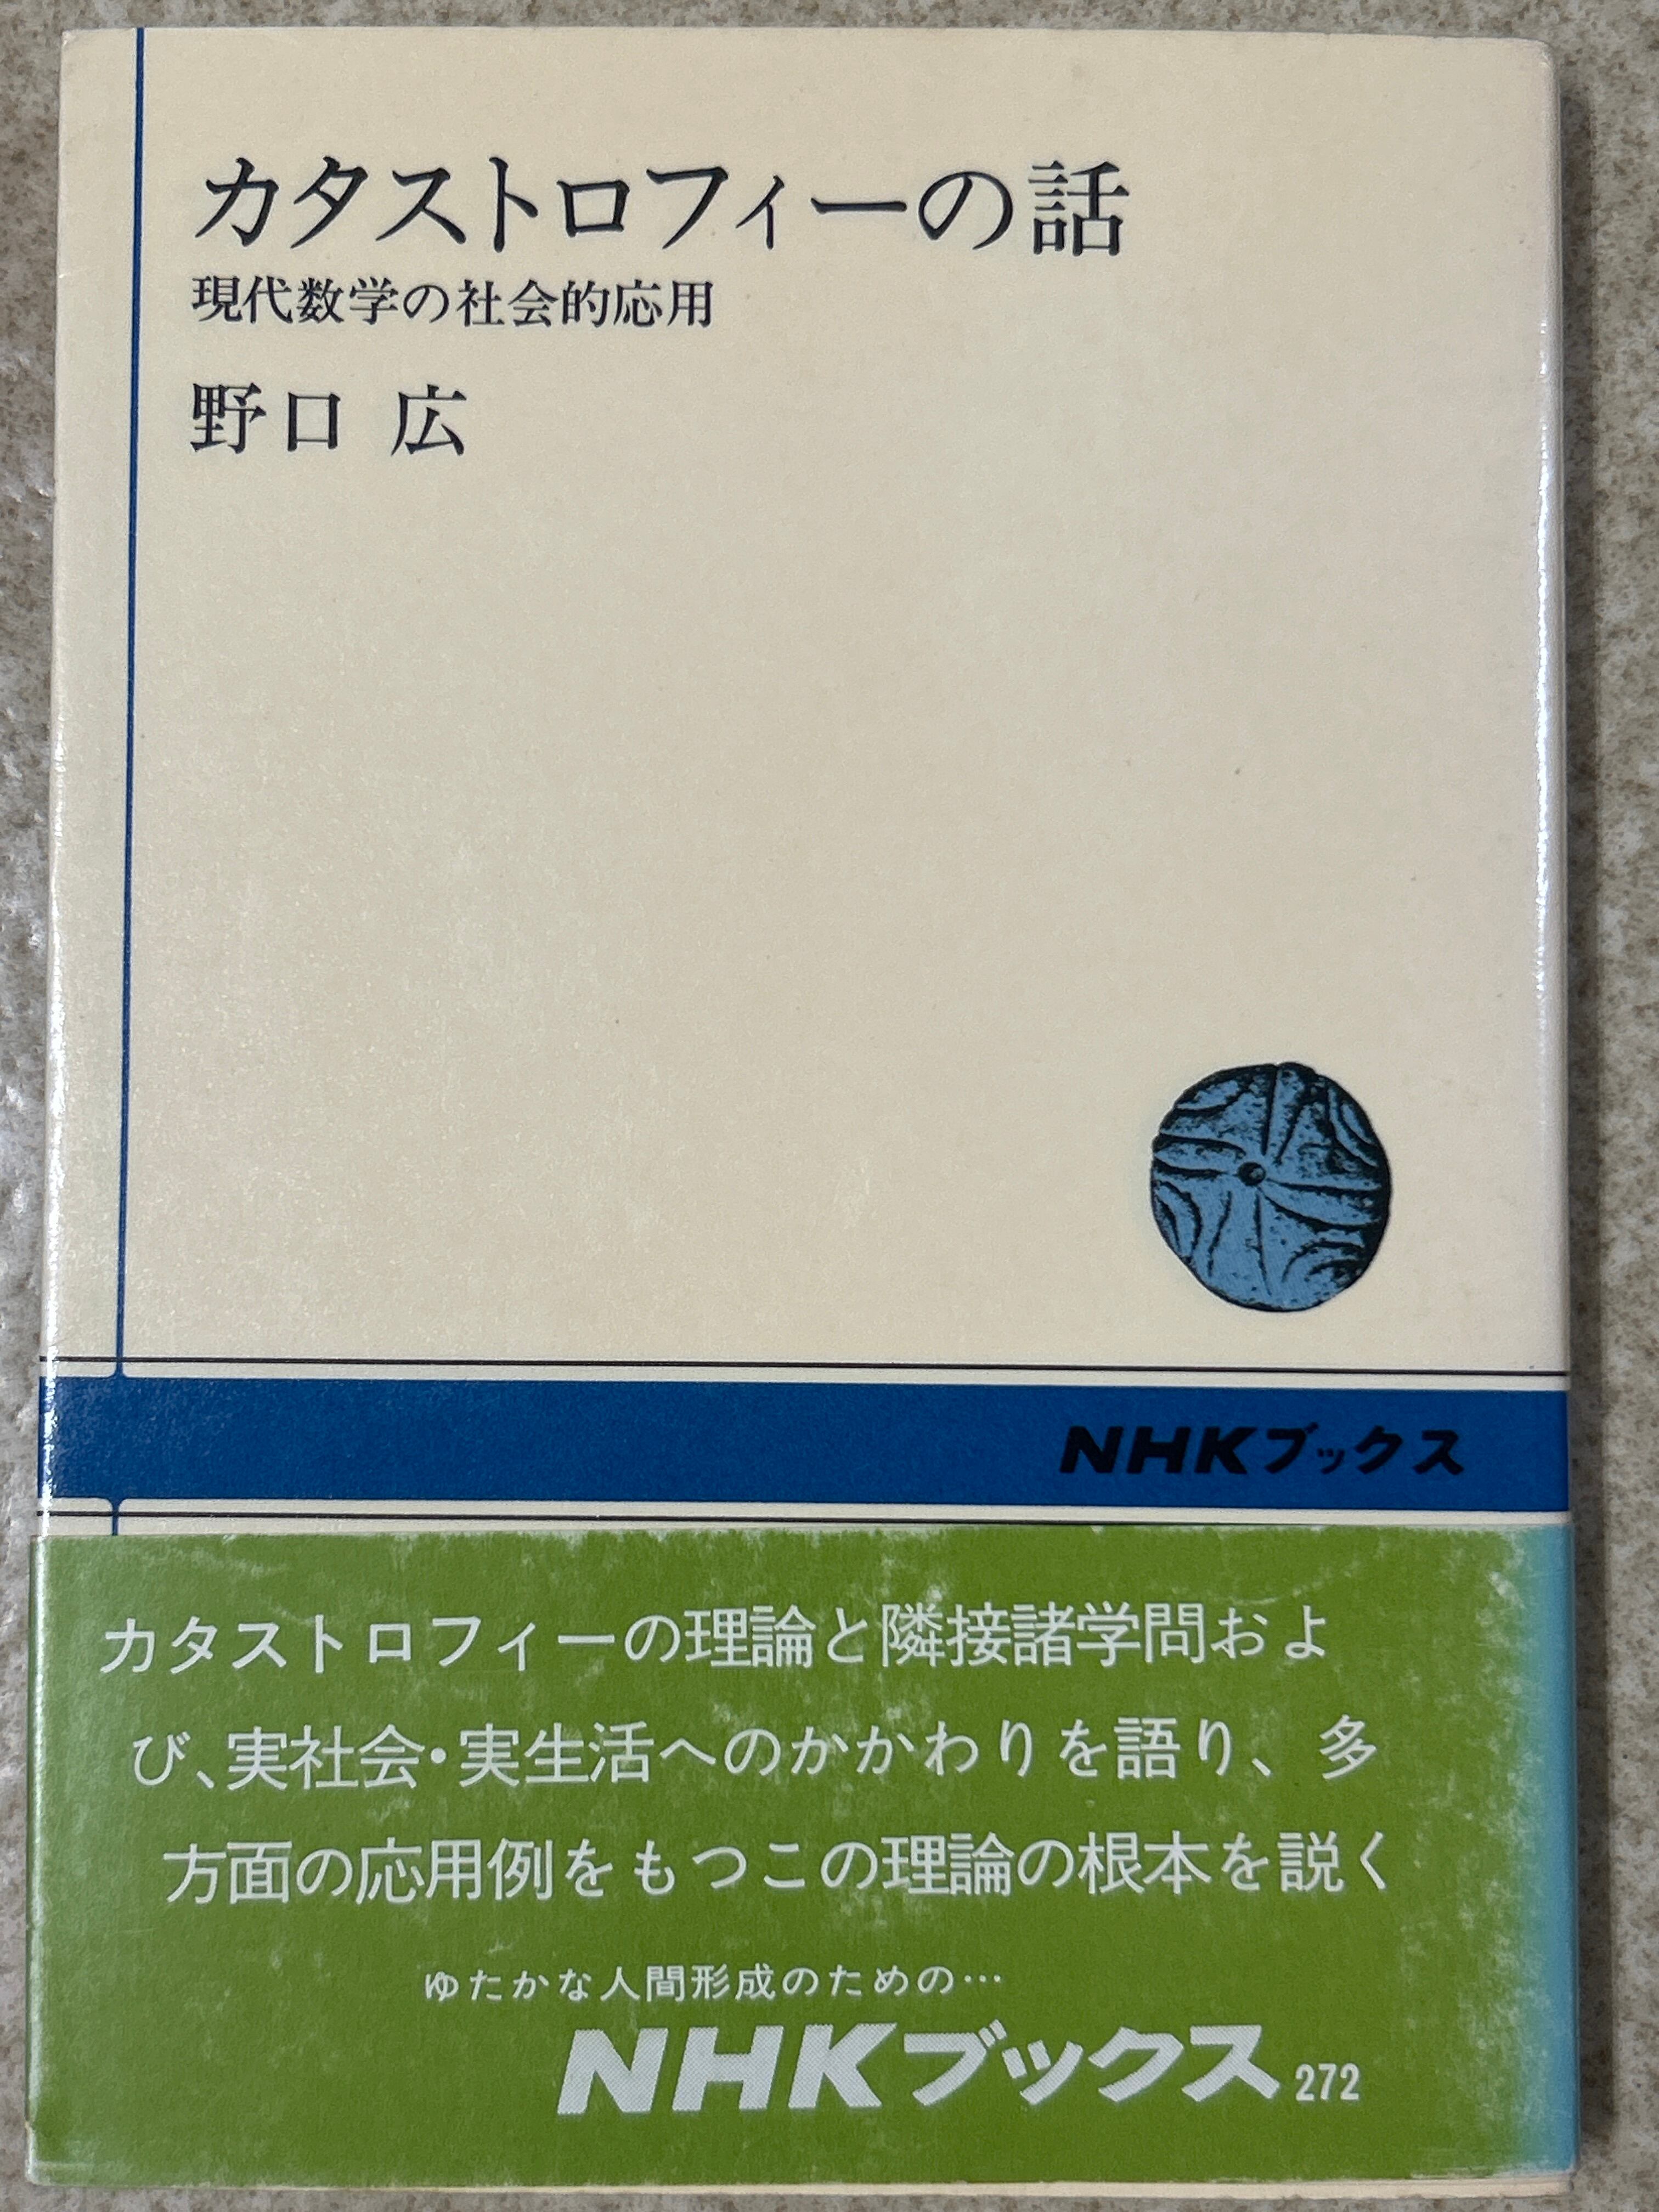 カタストロフィーの話
現代数学の社会的応用
野口 広
NHKブックス
カタストロフィーの理論と隣接諸学問およ
び、実社会・実生活へのかかわりを語り、多
方面の応用例をもつこの理論の根本を説く
ゆたかな人間形成のための…
NHKブックス272